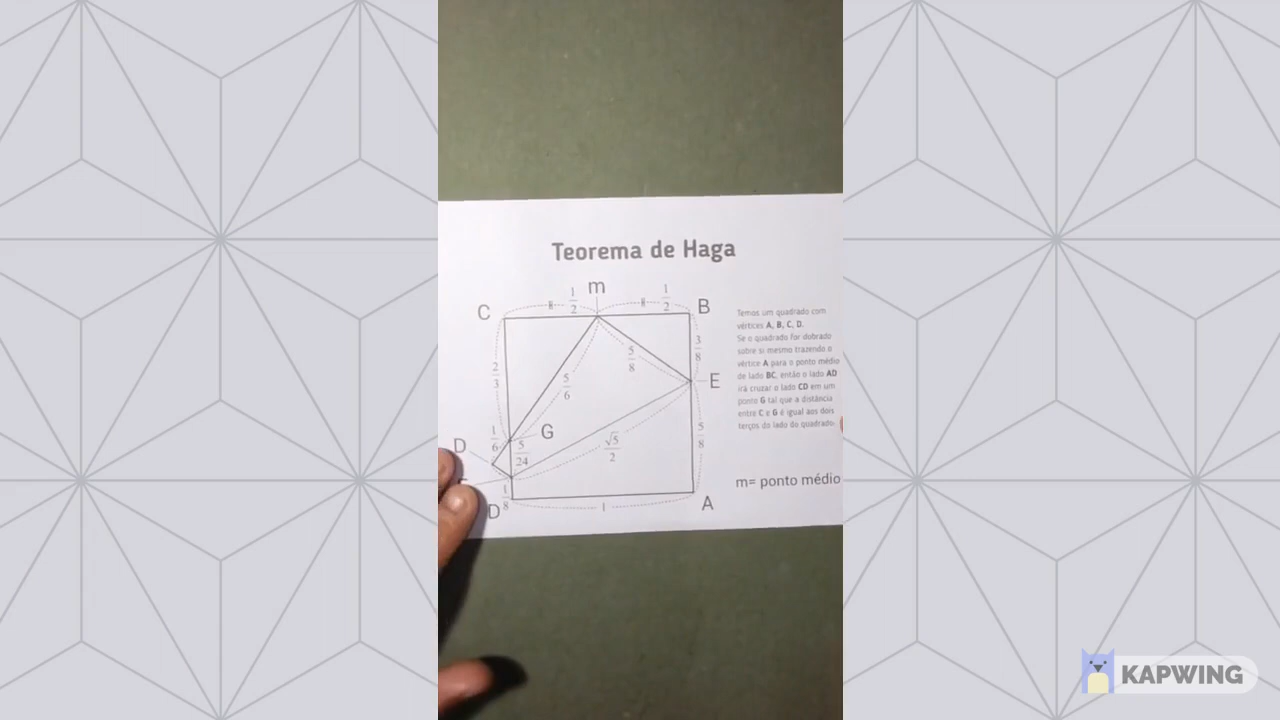 Teorema de Haga
m
1/2
1/2
C
B
3/8
5/8
2/3
5/6
E
Temos um quadrado com
vértices A, B, C, D.
Se o quadrado for dobrado
sobre si mesmo trazendo o
vértice A para o ponto médio
de lado BC, então o lado AD
irá cruzar o lado CD em um
ponto G tal que a distância
entre C e G é igual aos dois
terços do lado do quadrado.
1/6
G
D
5/24
√5/2
5/8
m= ponto médio
1/8
D
1
A
KAPWING